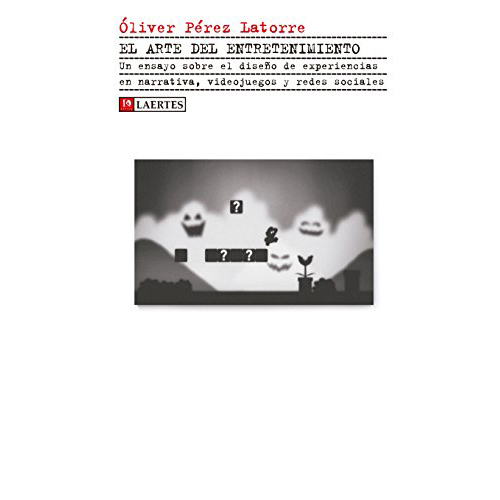 Óliver Pérez Latorre
EL ARTE DEL ENTRETENIMIENTO
Un ensayo sobre el diseño de experiencias
en narrativa, videojuegos y redes sociales
LAERTES
?
? ?